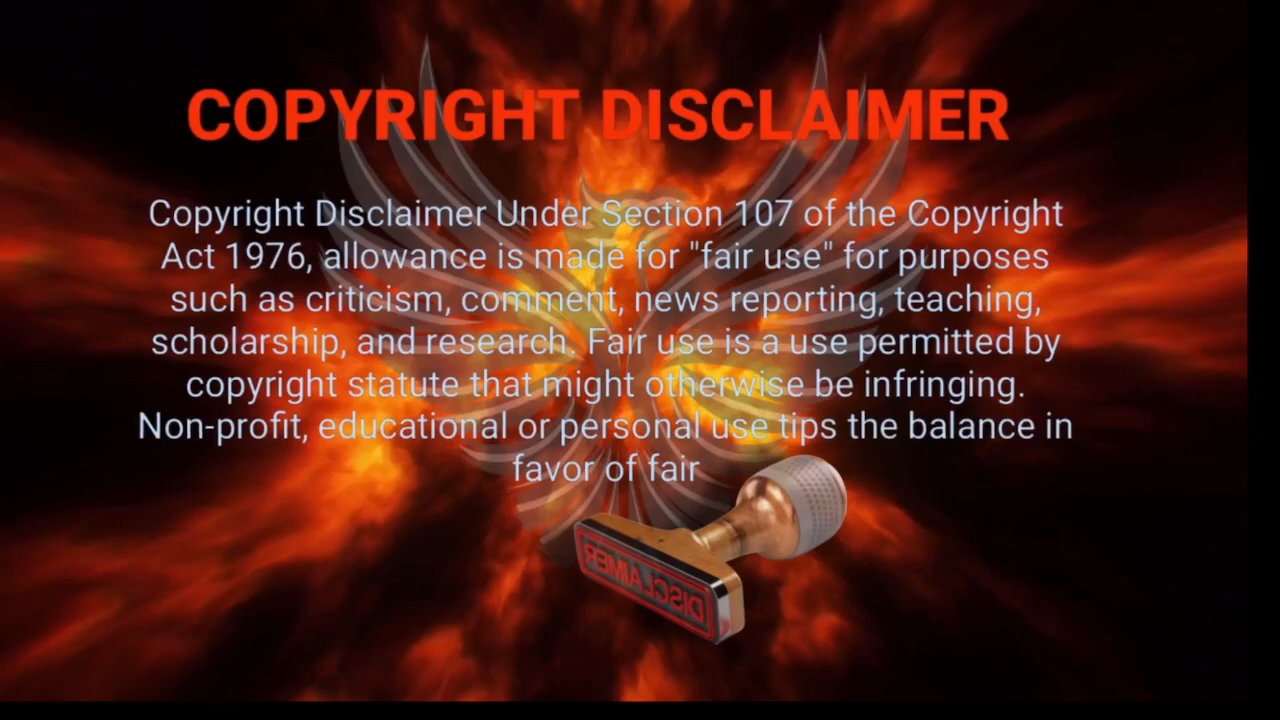 COPYRIGHT DISCLAIMER
Copyright Disclaimer Under Section 107 of the Copyright
Act 1976, allowance is made for "fair use" for purposes
such as criticism, comment, news reporting, teaching,
scholarship, and research. Fair use is a use permitted by
copyright statute that might otherwise be infringing.
Non-profit, educational or personal use tips the balance in
favor of fair
DISCLAIMER